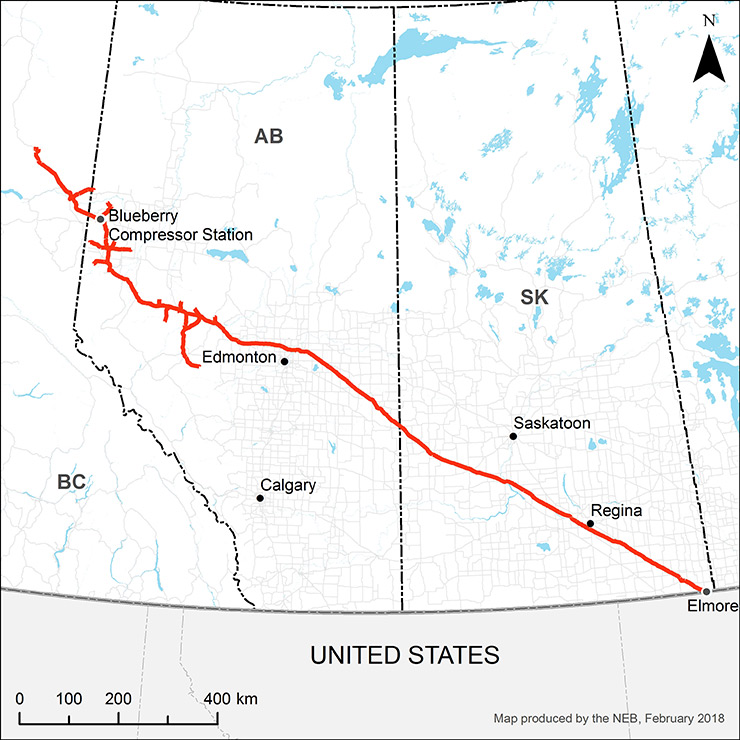 N
AB
Blueberry
Compressor Station
SK
Edmonton
Saskatoon
BC
Calgary
Regina
Elmore
UNITED STATES
0 100 200 400 km
Map produced by the NEB, February 2018